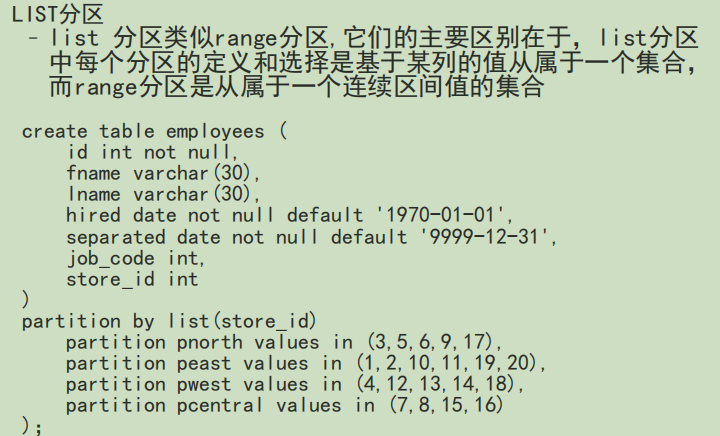 LIST分区
– list 分区类似range分区,它们的主要区别在于，list分区
中每个分区的定义和选择是基于某列的值从属于一个集合，
而range分区是从属于一个连续区间值的集合
create table employees (
    id int not null,
    fname varchar(30),
    lname varchar(30),
    hired date not null default '1970-01-01',
    separated date not null default '9999-12-31',
    job_code int,
    store_id int
)
partition by list(store_id)
    partition pnorth values in (3,5,6,9,17),
    partition peast values in (1,2,10,11,19,20),
    partition pwest values in (4,12,13,14,18),
    partition pcentral values in (7,8,15,16)
);